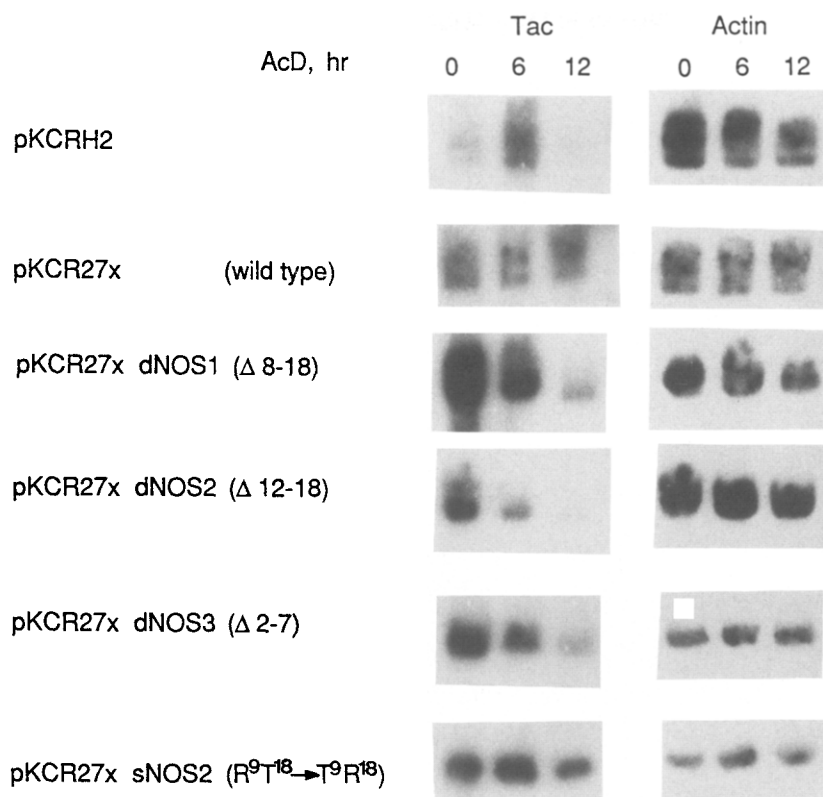 Tac Actin
AcD, hr 0 6 12 0 6 12
pKCRH2
pKCR27x (wild type)
pKCR27x dNOS1 (Δ 8-18)
pKCR27x dNOS2 (Δ 12-18)
pKCR27x dNOS3 (Δ 2-7)
pKCR27x sNOS2 (R⁹T¹⁸→T⁹R¹⁸)